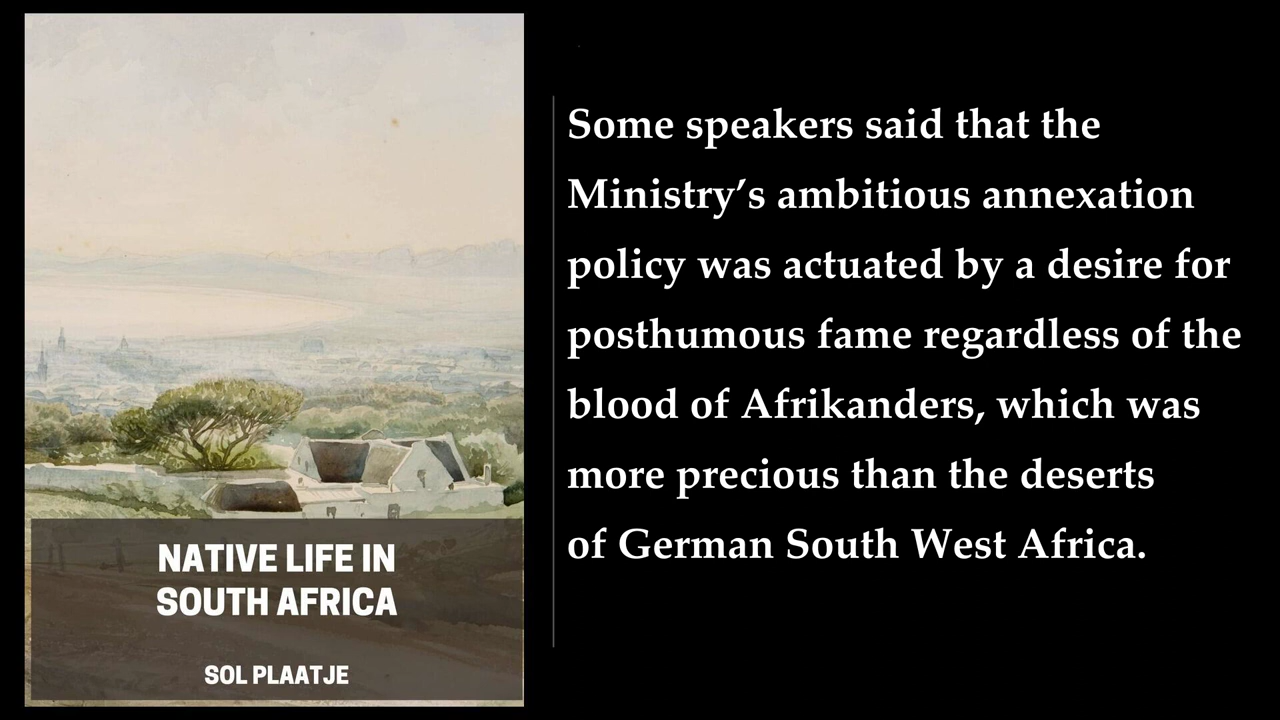 NATIVE LIFE IN
SOUTH AFRICA
SOL PLAATJE
Some speakers said that the
Ministry’s ambitious annexation
policy was actuated by a desire for
posthumous fame regardless of the
blood of Afrikanders, which was
more precious than the deserts
of German South West Africa.